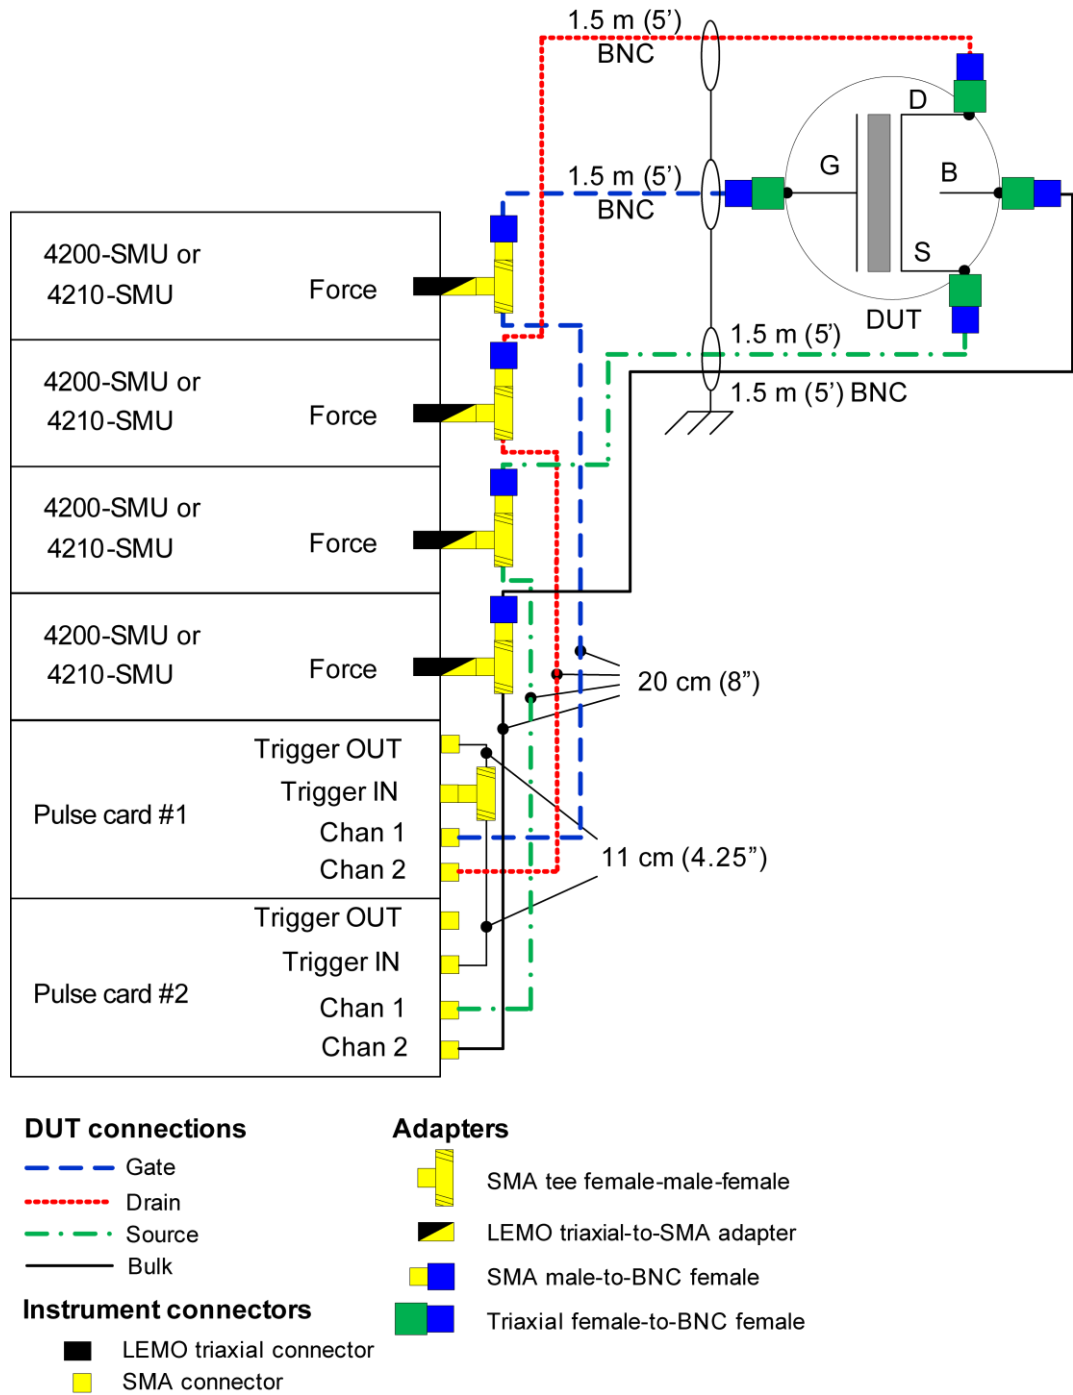 1.5 m (5’)
BNC
D
G
B
1.5 m (5’)
BNC
S
DUT
4200-SMU or
4210-SMU
Force
1.5 m (5’)
1.5 m (5’) BNC
4200-SMU or
4210-SMU
Force
4200-SMU or
4210-SMU
Force
4200-SMU or
4210-SMU
Force
20 cm (8”)
Pulse card #1
Trigger OUT
Trigger IN
Chan 1
Chan 2
11 cm (4.25”)
Pulse card #2
Trigger OUT
Trigger IN
Chan 1
Chan 2
DUT connections
Gate
Drain
Source
Bulk
Instrument connectors
LEMO triaxial connector
SMA connector
Adapters
SMA tee female-male-female
LEMO triaxial-to-SMA adapter
SMA male-to-BNC female
Triaxial female-to-BNC female